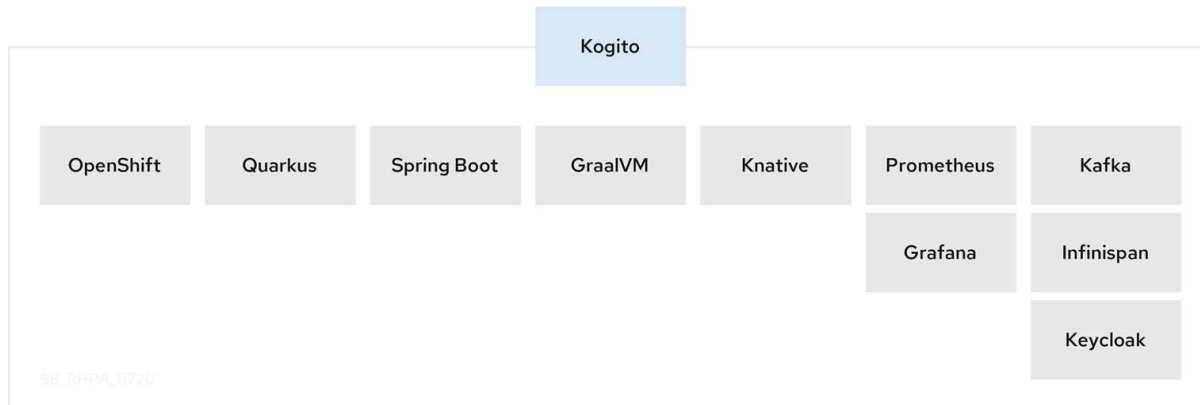 Kogito
OpenShift
Quarkus
Spring Boot
GraalVM
Knative
Prometheus
Kafka
Grafana
Infinispan
Keycloak
98_RHPA_0720